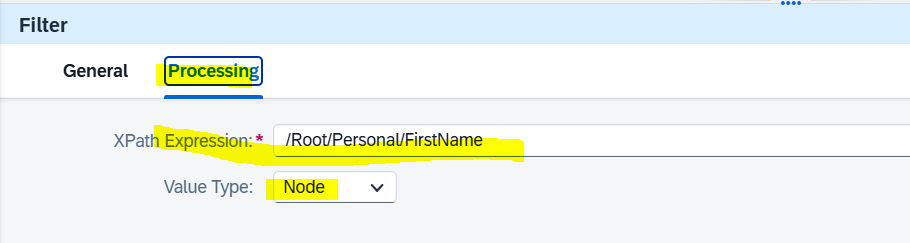 Filter
General Processing
XPath Expression:* /Root/Personal/FirstName
Value Type: Node